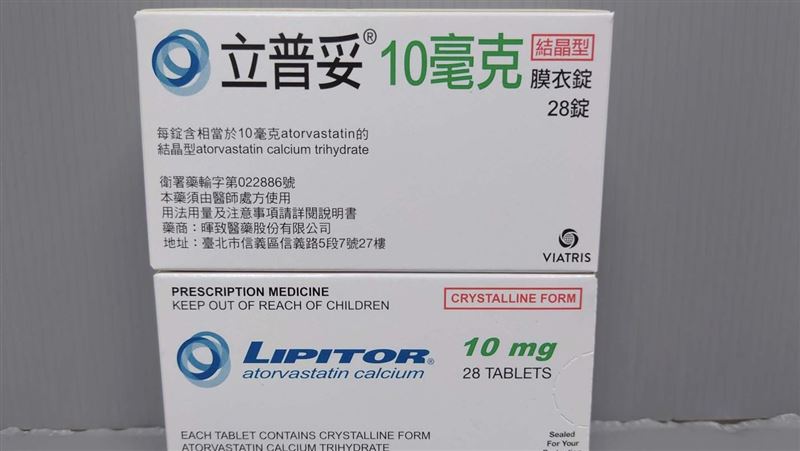 立普妥® 10毫克 結晶型
膜衣錠
28錠
每錠含相當於10毫克atorvastatin的
結晶型atorvastatin calcium trihydrate
衛署藥輸字第022886號
本藥須由醫師處方使用
用法用量及注意事項請詳閱說明書
藥商：暉致醫藥股份有限公司
地址：臺北市信義區信義路5段7號27樓
VIATRIS
PRESCRIPTION MEDICINE
KEEP OUT OF REACH OF CHILDREN
CRYSTALLINE FORM
LIPITOR® 10 mg
atorvastatin calcium 28 TABLETS
EACH TABLET CONTAINS CRYSTALLINE FORM
ATORVASTATIN CALCIUM TRIHYDRATE
Sealed
For Your